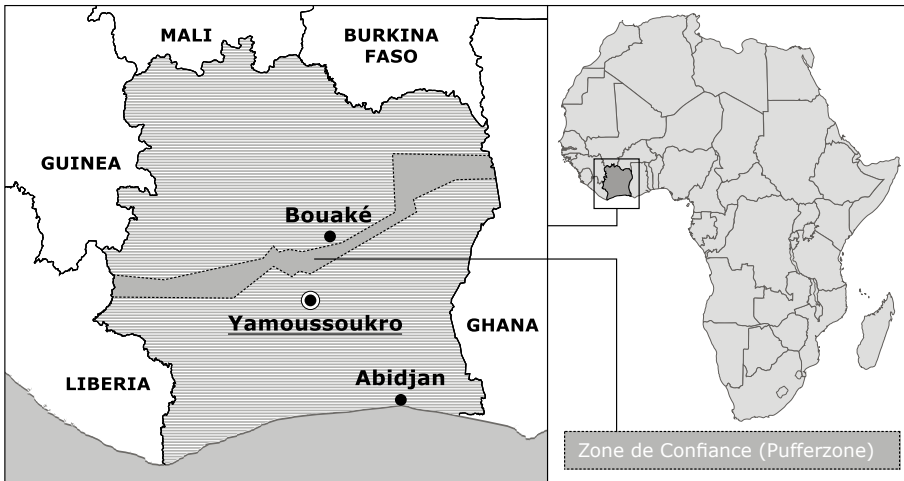 MALI
BURKINA
FASO
GUINEA
Bouaké
Yamoussoukro
GHANA
LIBERIA
Abidjan
Zone de Confiance (Pufferzone)